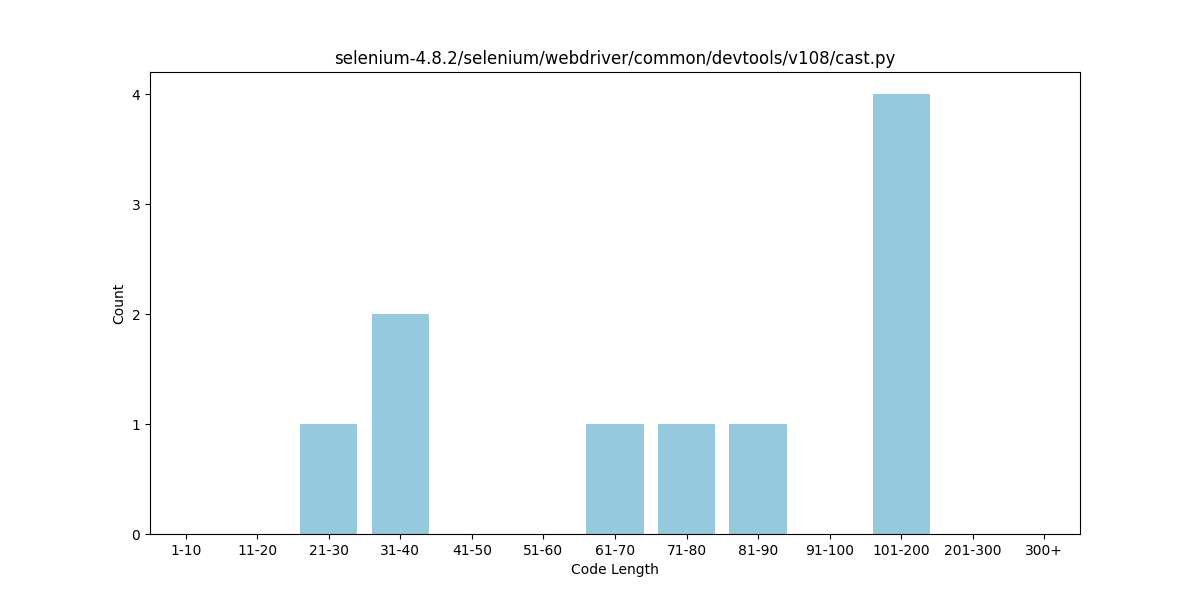 selenium-4.8.2/selenium/webdriver/common/devtools/v108/cast.py
4
3
2
1
0
Count
1-10 11-20 21-30 31-40 41-50 51-60 61-70 71-80 81-90 91-100 101-200 201-300 300+
Code Length